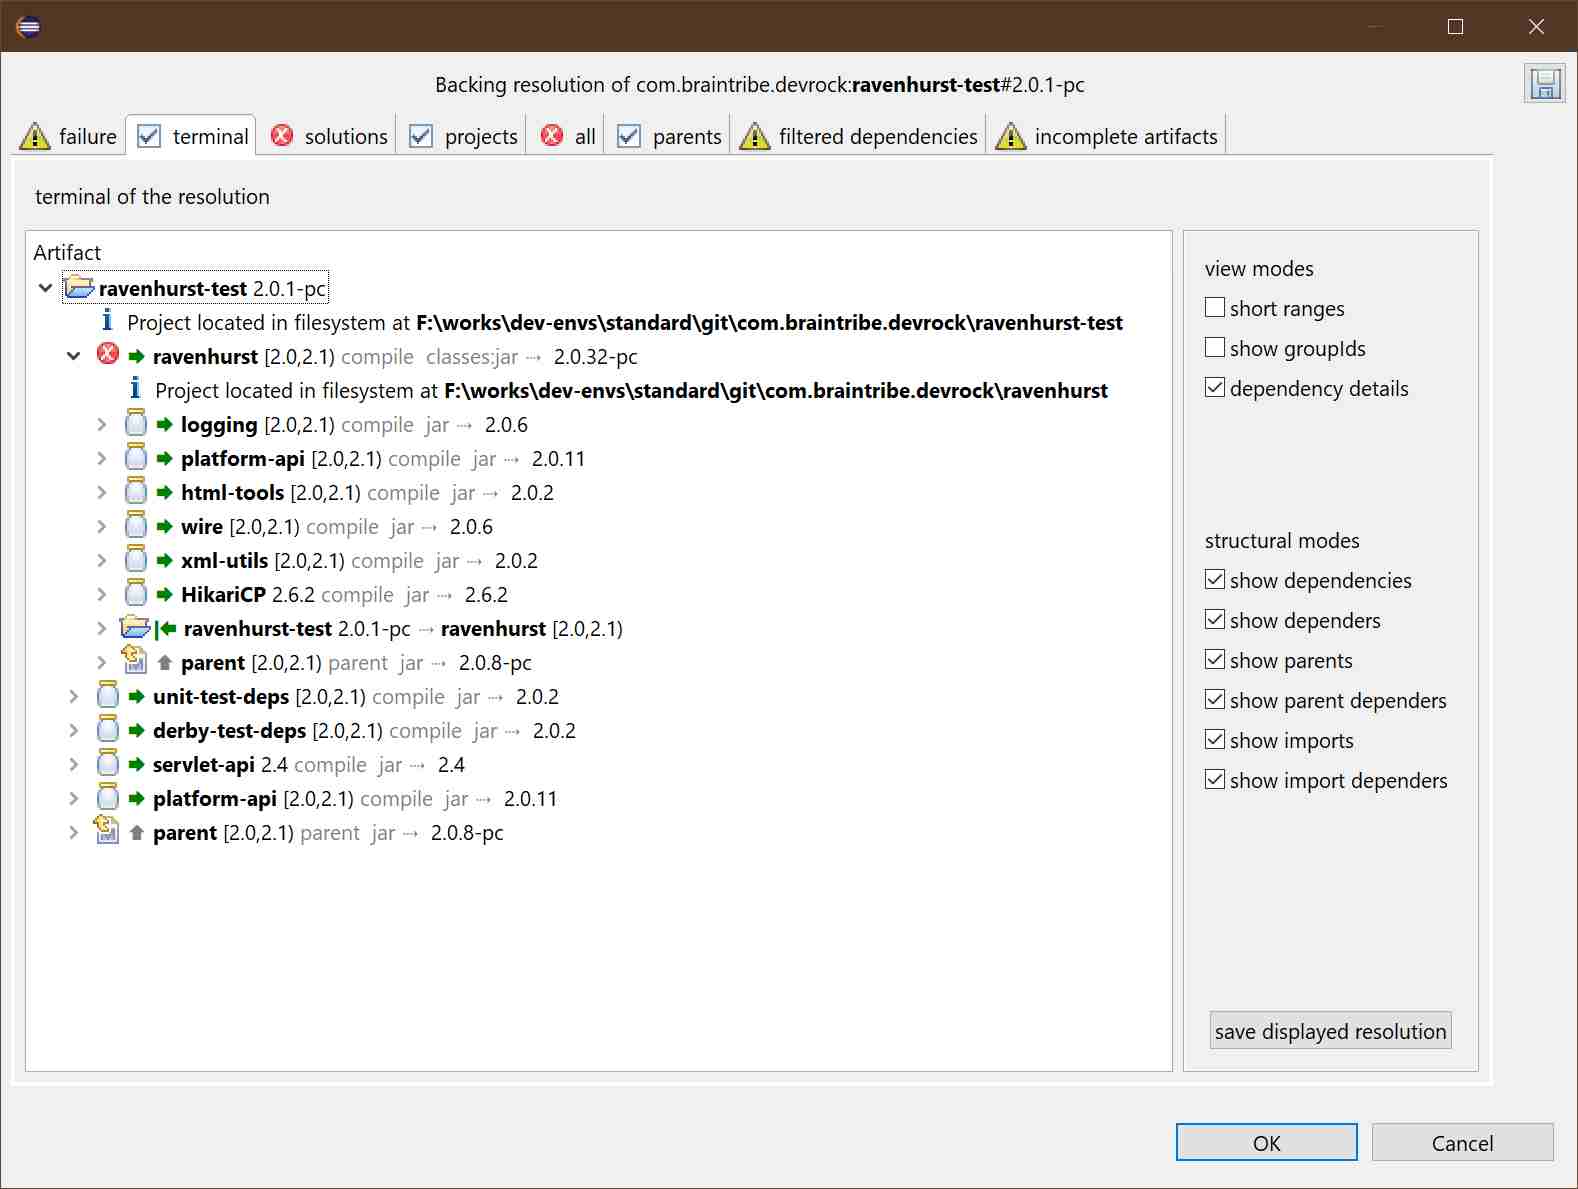 Backing resolution of com.braintribe.devrock:ravenhurst-test#2.0.1-pc
failure terminal solutions projects all parents filtered dependencies incomplete artifacts
terminal of the resolution
Artifact
ravenhurst-test 2.0.1-pc
Project located in filesystem at F:\works\dev-envs\standard\git\com.braintribe.devrock\ravenhurst-test
ravenhurst [2.0,2.1) compile classes:jar ⇢ 2.0.32-pc
Project located in filesystem at F:\works\dev-envs\standard\git\com.braintribe.devrock\ravenhurst
logging [2.0,2.1) compile jar ⇢ 2.0.6
platform-api [2.0,2.1) compile jar ⇢ 2.0.11
html-tools [2.0,2.1) compile jar ⇢ 2.0.2
wire [2.0,2.1) compile jar ⇢ 2.0.6
xml-utils [2.0,2.1) compile jar ⇢ 2.0.2
HikariCP 2.6.2 compile jar ⇢ 2.6.2
ravenhurst-test 2.0.1-pc → ravenhurst [2.0,2.1)
parent [2.0,2.1) parent jar ⇢ 2.0.8-pc
unit-test-deps [2.0,2.1) compile jar ⇢ 2.0.2
derby-test-deps [2.0,2.1) compile jar ⇢ 2.0.2
servlet-api 2.4 compile jar ⇢ 2.4
platform-api [2.0,2.1) compile jar ⇢ 2.0.11
parent [2.0,2.1) parent jar ⇢ 2.0.8-pc
view modes
short ranges
show groupIds
dependency details
structural modes
show dependencies
show dependers
show parents
show parent dependers
show imports
show import dependers
save displayed resolution
OK
Cancel